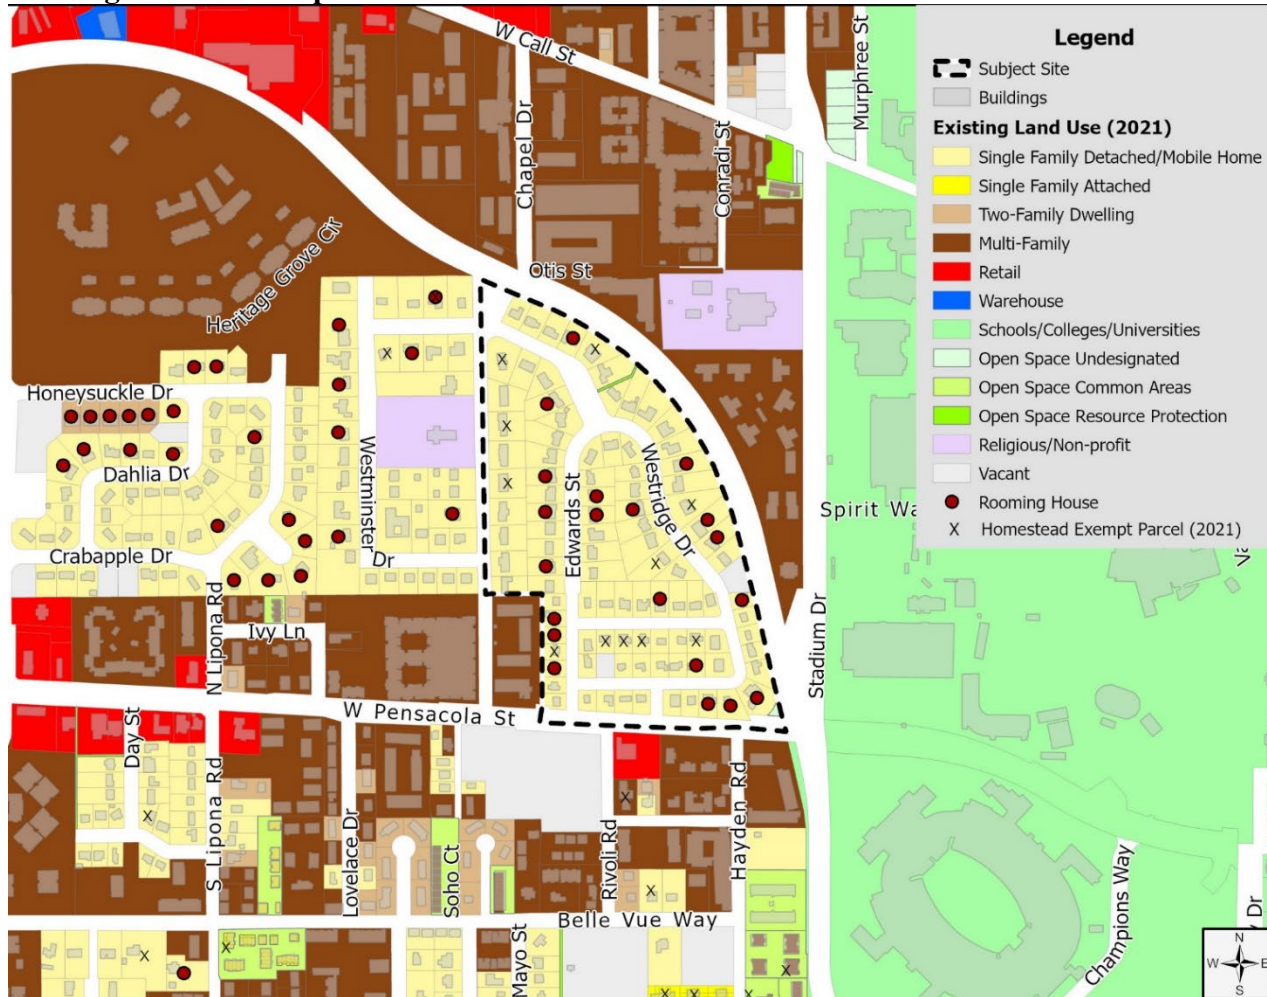 W Call St
Murphree St
Chapel Dr
Conradi St
Otis St
Heritage Grove Cir
Honeysuckle Dr
Dahlia Dr
Crabapple Dr
Westminster
Dr
Edwards St
Westridge Dr
Spirit Wa
Stadium Dr
N Lipona Rd
Ivy Ln
W Pensacola St
Day St
S Lipona Rd
Lovelace Dr
Soho Ct
Mayo St
Rivoli Rd
Hayden Rd
Belle Vue Way
Champions Way
Dr
Legend
Subject Site
Buildings
Existing Land Use (2021)
Single Family Detached/Mobile Home
Single Family Attached
Two-Family Dwelling
Multi-Family
Retail
Warehouse
Schools/Colleges/Universities
Open Space Undesignated
Open Space Common Areas
Open Space Resource Protection
Religious/Non-profit
Vacant
Rooming House
X Homestead Exempt Parcel (2021)
N
W E
S